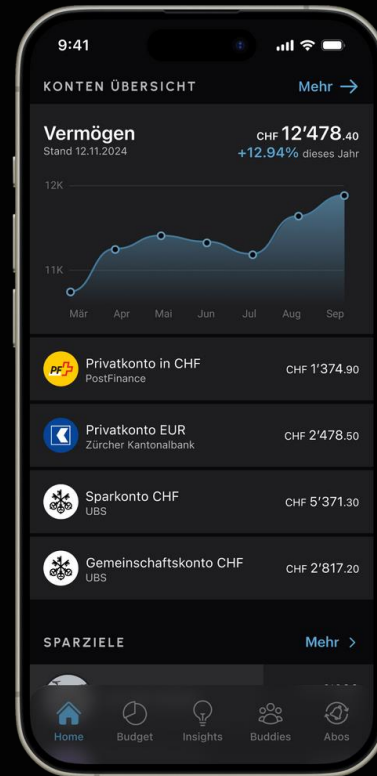 9:41
KONTEN ÜBERSICHT Mehr →
Vermögen CHF 12’478.40
Stand 12.11.2024 +12.94% dieses Jahr
12K
11K
Mär Apr Mai Jun Jul Aug Sep
PF
Privatkonto in CHF CHF 1’374.90
PostFinance
Privatkonto EUR CHF 2’478.50
Zürcher Kantonalbank
Sparkonto CHF CHF 5’371.30
UBS
Gemeinschaftskonto CHF CHF 2’817.20
UBS
SPARZIELE Mehr >
Home Budget Insights Buddies Abos